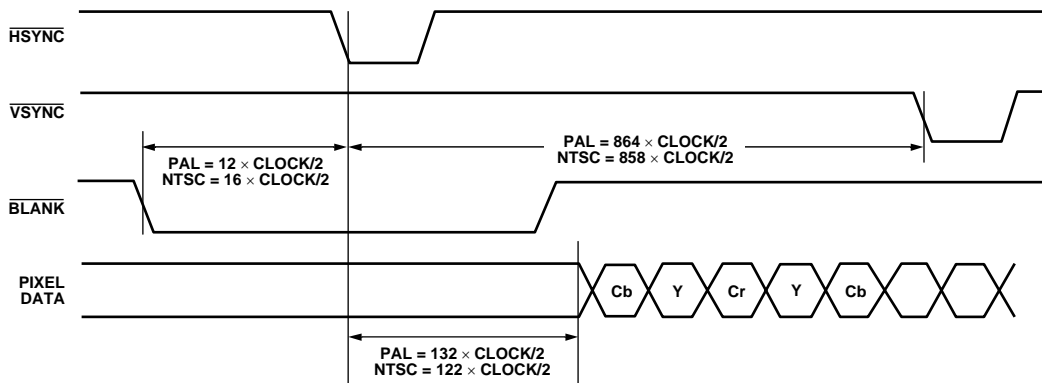 HSYNC
VSYNC
PAL = 12 × CLOCK/2
NTSC = 16 × CLOCK/2
PAL = 864 × CLOCK/2
NTSC = 858 × CLOCK/2
BLANK
PIXEL
DATA
Cb Y Cr Y Cb
PAL = 132 × CLOCK/2
NTSC = 122 × CLOCK/2